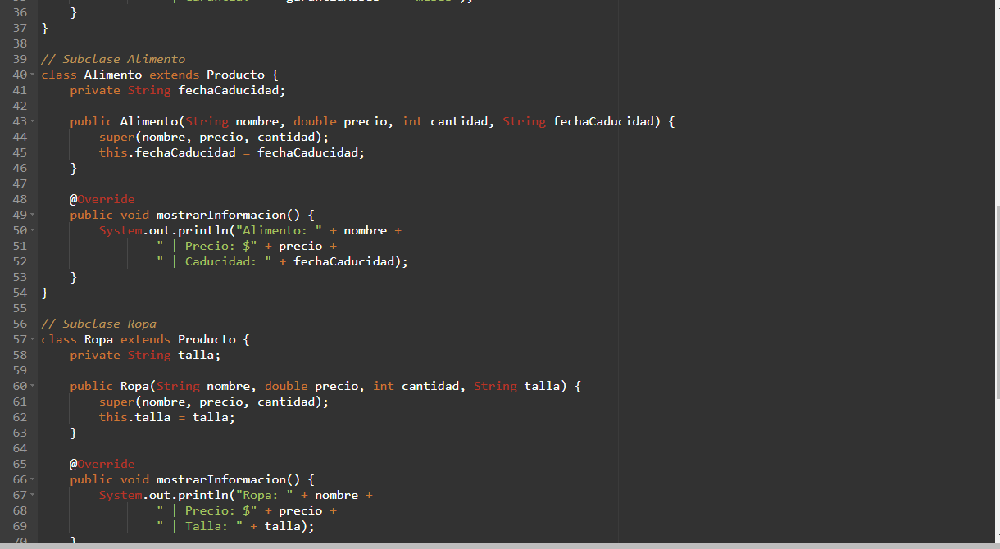 36 }
37 }
38
39 // Subclase Alimento
40 class Alimento extends Producto {
41 private String fechaCaducidad;
42
43 public Alimento(String nombre, double precio, int cantidad, String fechaCaducidad) {
44 super(nombre, precio, cantidad);
45 this.fechaCaducidad = fechaCaducidad;
46 }
47
48 @Override
49 public void mostrarInformacion() {
50 System.out.println("Alimento: " + nombre +
51 " | Precio: $" + precio +
52 " | Caducidad: " + fechaCaducidad);
53 }
54 }
55
56 // Subclase Ropa
57 class Ropa extends Producto {
58 private String talla;
59
60 public Ropa(String nombre, double precio, int cantidad, String talla) {
61 super(nombre, precio, cantidad);
62 this.talla = talla;
63 }
64
65 @Override
66 public void mostrarInformacion() {
67 System.out.println("Ropa: " + nombre +
68 " | Precio: $" + precio +
69 " | Talla: " + talla);
70 }